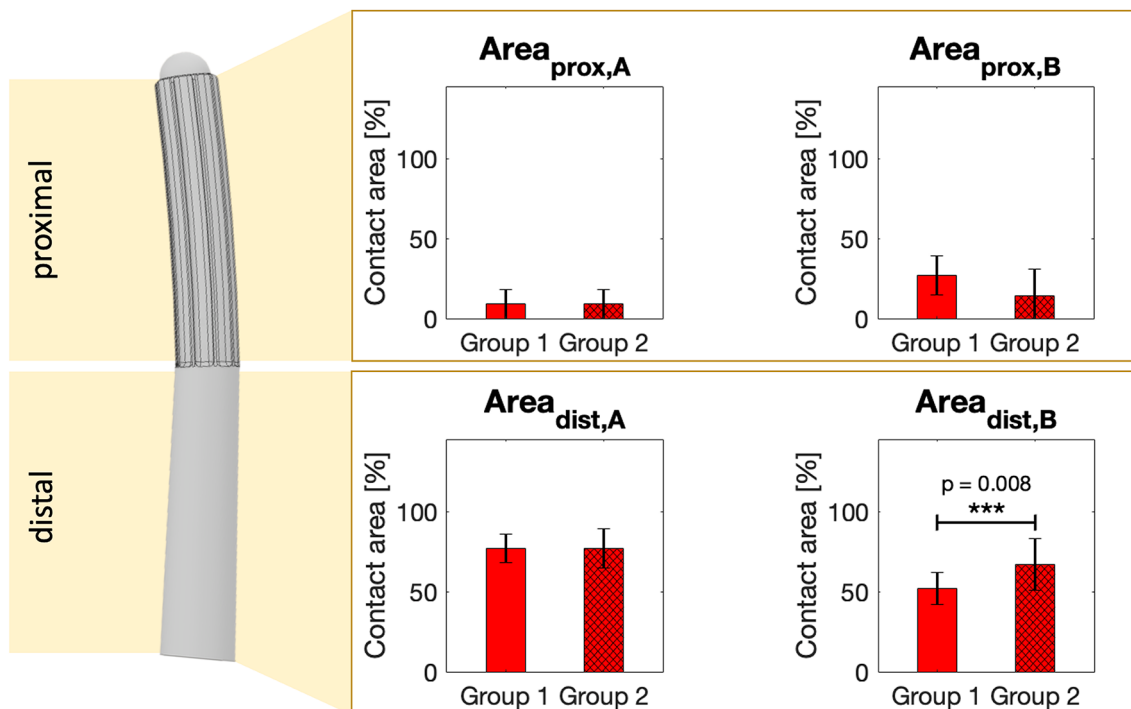 proximal
Area prox,A
Contact area [%]
100
50
0
Group 1 Group 2
Area prox,B
Contact area [%]
100
50
0
Group 1 Group 2
distal
Area dist,A
Contact area [%]
100
50
0
Group 1 Group 2
Area dist,B
Contact area [%]
100
50
0
p = 0.008
***
Group 1 Group 2